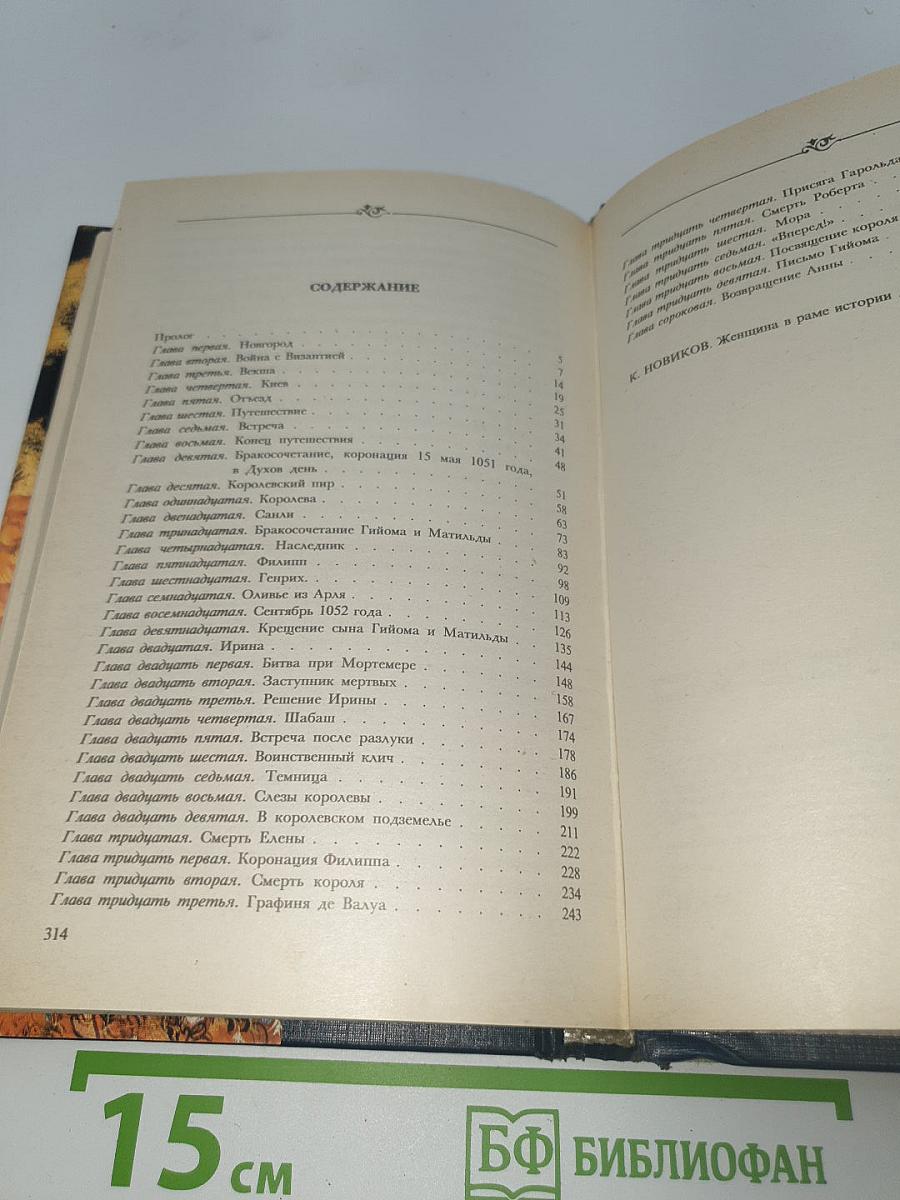 СОДЕРЖАНИЕ
Пролог . . . . . . . . . . 5
Глава первая. Новгород . . . . . . . . . . 7
Глава вторая. Война с Византией . . . . . . . . . . 14
Глава третья. Векша . . . . . . . . . . 19
Глава четвертая. Киев . . . . . . . . . . 25
Глава пятая. Отъезд . . . . . . . . . . 31
Глава шестая. Путешествие . . . . . . . . . . 34
Глава седьмая. Встреча . . . . . . . . . . 41
Глава восьмая. Конец путешествия . . . . . . . . . . 48
Глава девятая. Бракосочетание, коронация 15 мая 1051 года,
в Духов день . . . . . . . . . . 51
Глава десятая. Королевский пир . . . . . . . . . . 58
Глава одиннадцатая. Королева . . . . . . . . . . 63
Глава двенадцатая. Санли . . . . . . . . . . 73
Глава тринадцатая. Бракосочетание Гийома и Матильды . . . 83
Глава четырнадцатая. Наследник . . . . . . . . . . 92
Глава пятнадцатая. Филипп . . . . . . . . . . 98
Глава шестнадцатая. Генрих. . . . . . . . . . 109
Глава семнадцатая. Оливье из Арля . . . . . . . . . . 113
Глава восемнадцатая. Сентябрь 1052 года . . . . . . . . . 126
Глава девятнадцатая. Крещение сына Гийома и Матильды . . 135
Глава двадцатая. Ирина . . . . . . . . . . 144
Глава двадцать первая. Битва при Мортемере . . . . . . . 148
Глава двадцать вторая. Заступник мертвых . . . . . . . . 158
Глава двадцать третья. Решение Ирины . . . . . . . . . 167
Глава двадцать четвертая. Шабаш . . . . . . . . . . 174
Глава двадцать пятая. Встреча после разлуки . . . . . . . 178
Глава двадцать шестая. Воинственный клич . . . . . . . . 186
Глава двадцать седьмая. Темница . . . . . . . . . . 191
Глава двадцать восьмая. Слезы королевы . . . . . . . . 199
Глава двадцать девятая. В королевском подземелье . . . . . 211
Глава тридцатая. Смерть Елены . . . . . . . . . . 222
Глава тридцать первая. Коронация Филиппа . . . . . . . 228
Глава тридцать вторая. Смерть короля . . . . . . . . . 234
Глава тридцать третья. Графиня де Валуа . . . . . . . . 243
314
Глава тридцать четвертая. Присяга Гарольда
Глава тридцать пятая. Смерть Роберта . .
Глава тридцать шестая. Мора . . . .
Глава тридцать седьмая. «Вперед!» . . . .
Глава тридцать восьмая. Посвящение короля
Глава тридцать девятая. Письмо Гийома . .
Глава сороковая. Возвращение Анны . . .
К. НОВИКОВ. Женщина в раме истории . .
15 см
БФ БИБЛИОФАН